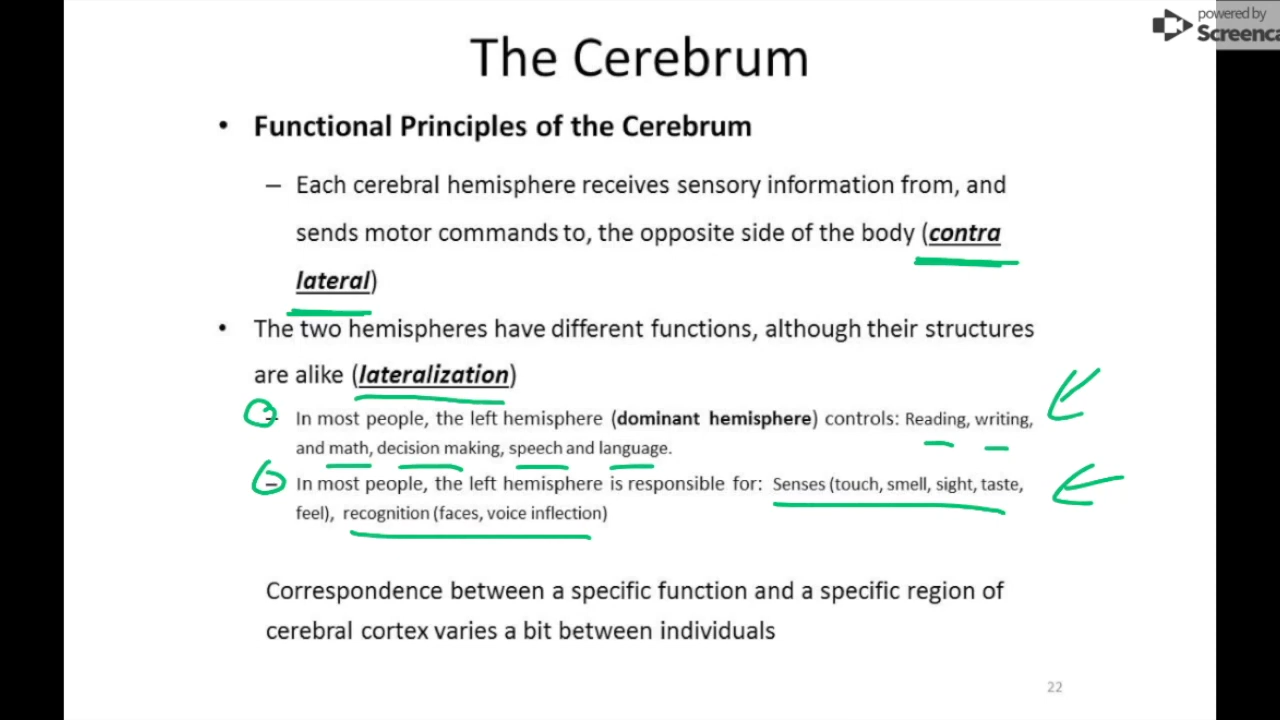 powered by
The Cerebrum
• Functional Principles of the Cerebrum
– Each cerebral hemisphere receives sensory information from, and
sends motor commands to, the opposite side of the body (contra
lateral)
• The two hemispheres have different functions, although their structures
are alike (lateralization)
– In most people, the left hemisphere (dominant hemisphere) controls: Reading, writing,
and math, decision making, speech and language.
– In most people, the left hemisphere is responsible for: Senses (touch, smell, sight, taste,
feel), recognition (faces, voice inflection)
Correspondence between a specific function and a specific region of
cerebral cortex varies a bit between individuals
22